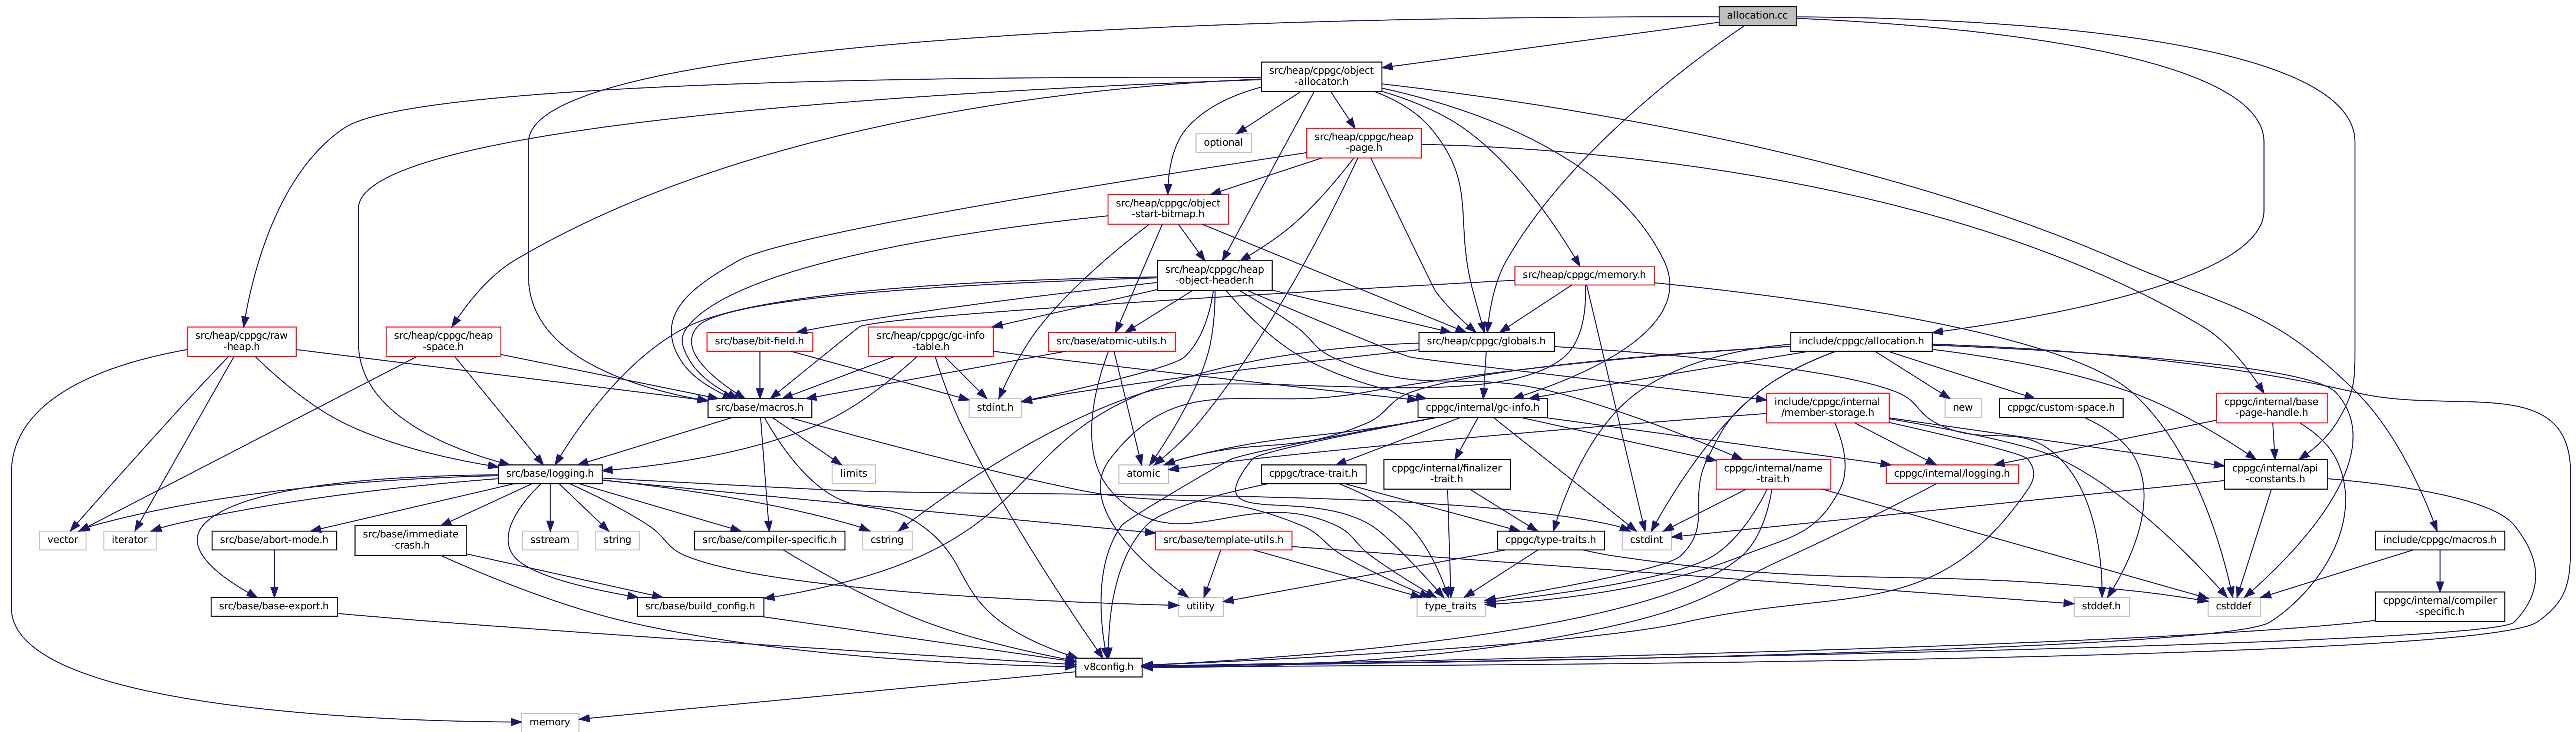 allocation.cc
src/heap/cppgc/object
-allocator.h
optional
src/heap/cppgc/heap
-page.h
src/heap/cppgc/object
-start-bitmap.h
src/heap/cppgc/heap
-object-header.h
src/heap/cppgc/memory.h
src/heap/cppgc/raw
-heap.h
src/heap/cppgc/heap
-space.h
src/base/bit-field.h
src/heap/cppgc/gc-info
-table.h
src/base/atomic-utils.h
src/heap/cppgc/globals.h
include/cppgc/allocation.h
src/base/macros.h
stdint.h
cppgc/internal/gc-info.h
include/cppgc/internal
/member-storage.h
new
cppgc/custom-space.h
cppgc/internal/base
-page-handle.h
src/base/logging.h
limits
atomic
cppgc/trace-trait.h
cppgc/internal/finalizer
-trait.h
cppgc/internal/name
-trait.h
cppgc/internal/logging.h
cppgc/internal/api
-constants.h
vector
iterator
src/base/abort-mode.h
src/base/immediate
-crash.h
sstream
string
src/base/compiler-specific.h
cstring
src/base/template-utils.h
cppgc/type-traits.h
cstdint
include/cppgc/macros.h
src/base/base-export.h
src/base/build_config.h
utility
type_traits
stddef.h
cstddef
cppgc/internal/compiler
-specific.h
v8config.h
memory